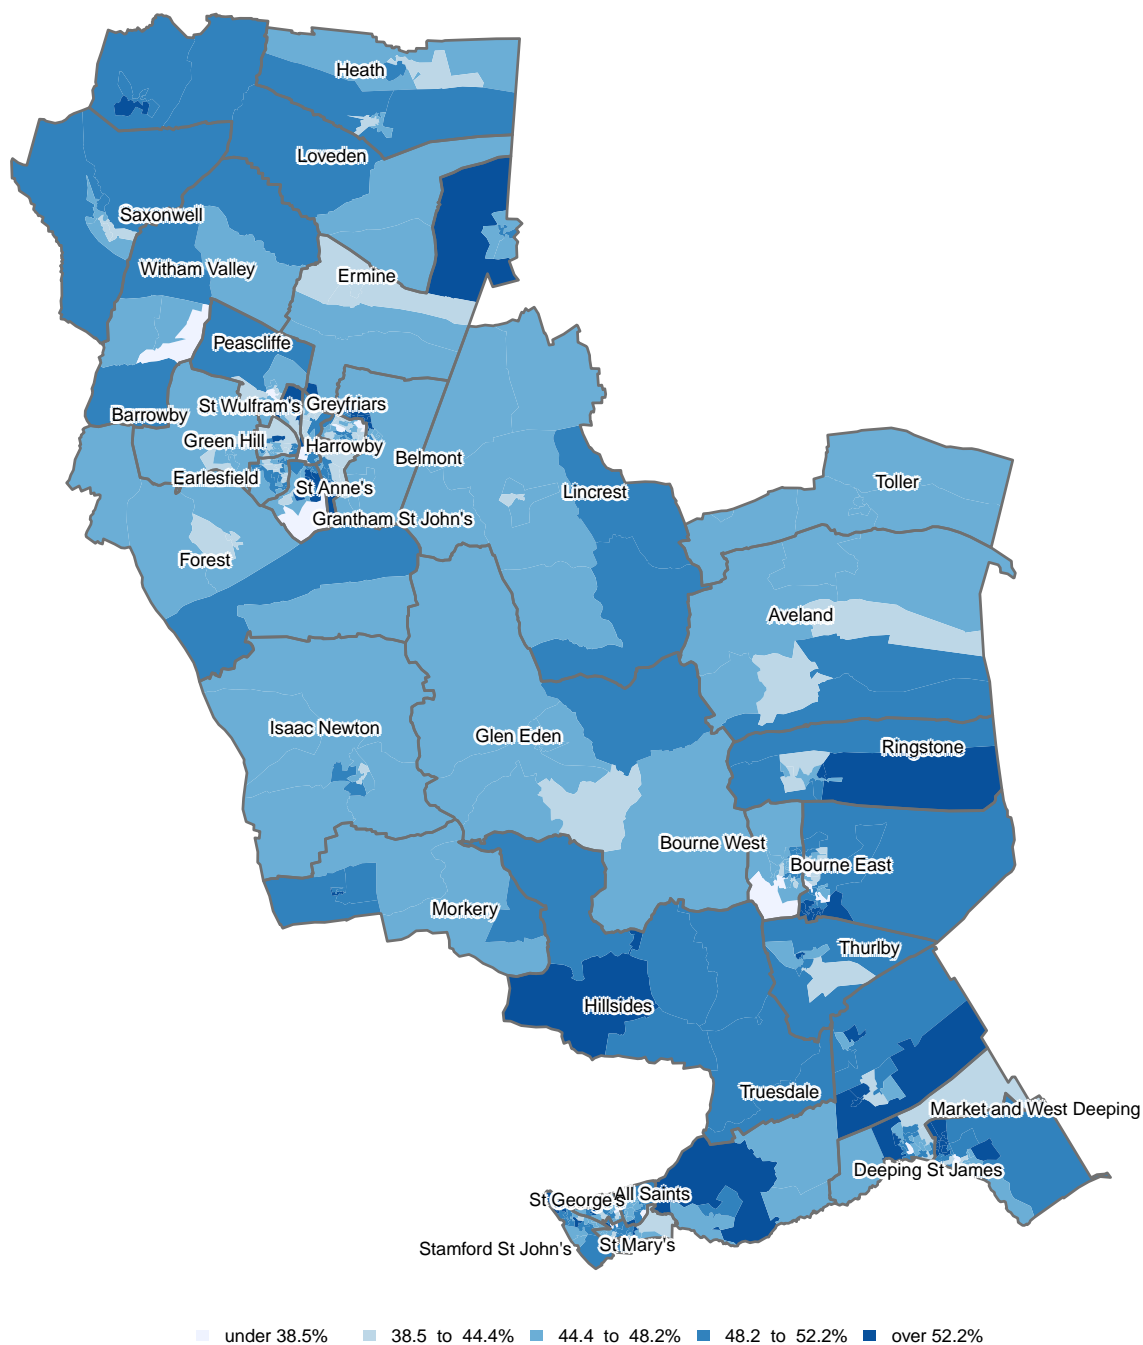 Heath
Loveden
Saxonwell
Witham Valley
Ermine
Peascliffe
St Wulfram's
Greyfriars
Barrowby
Green Hill
Harrowby
Belmont
Earlesfield
St Anne's
Lincrest
Toller
Grantham St John's
Forest
Aveland
Isaac Newton
Glen Eden
Ringstone
Bourne West
Bourne East
Morkery
Thurlby
Hillsides
Truesdale
Market and West Deeping
Deeping St James
St George's
All Saints
Stamford St John's
St Mary's
under 38.5% 38.5 to 44.4% 44.4 to 48.2% 48.2 to 52.2% over 52.2%